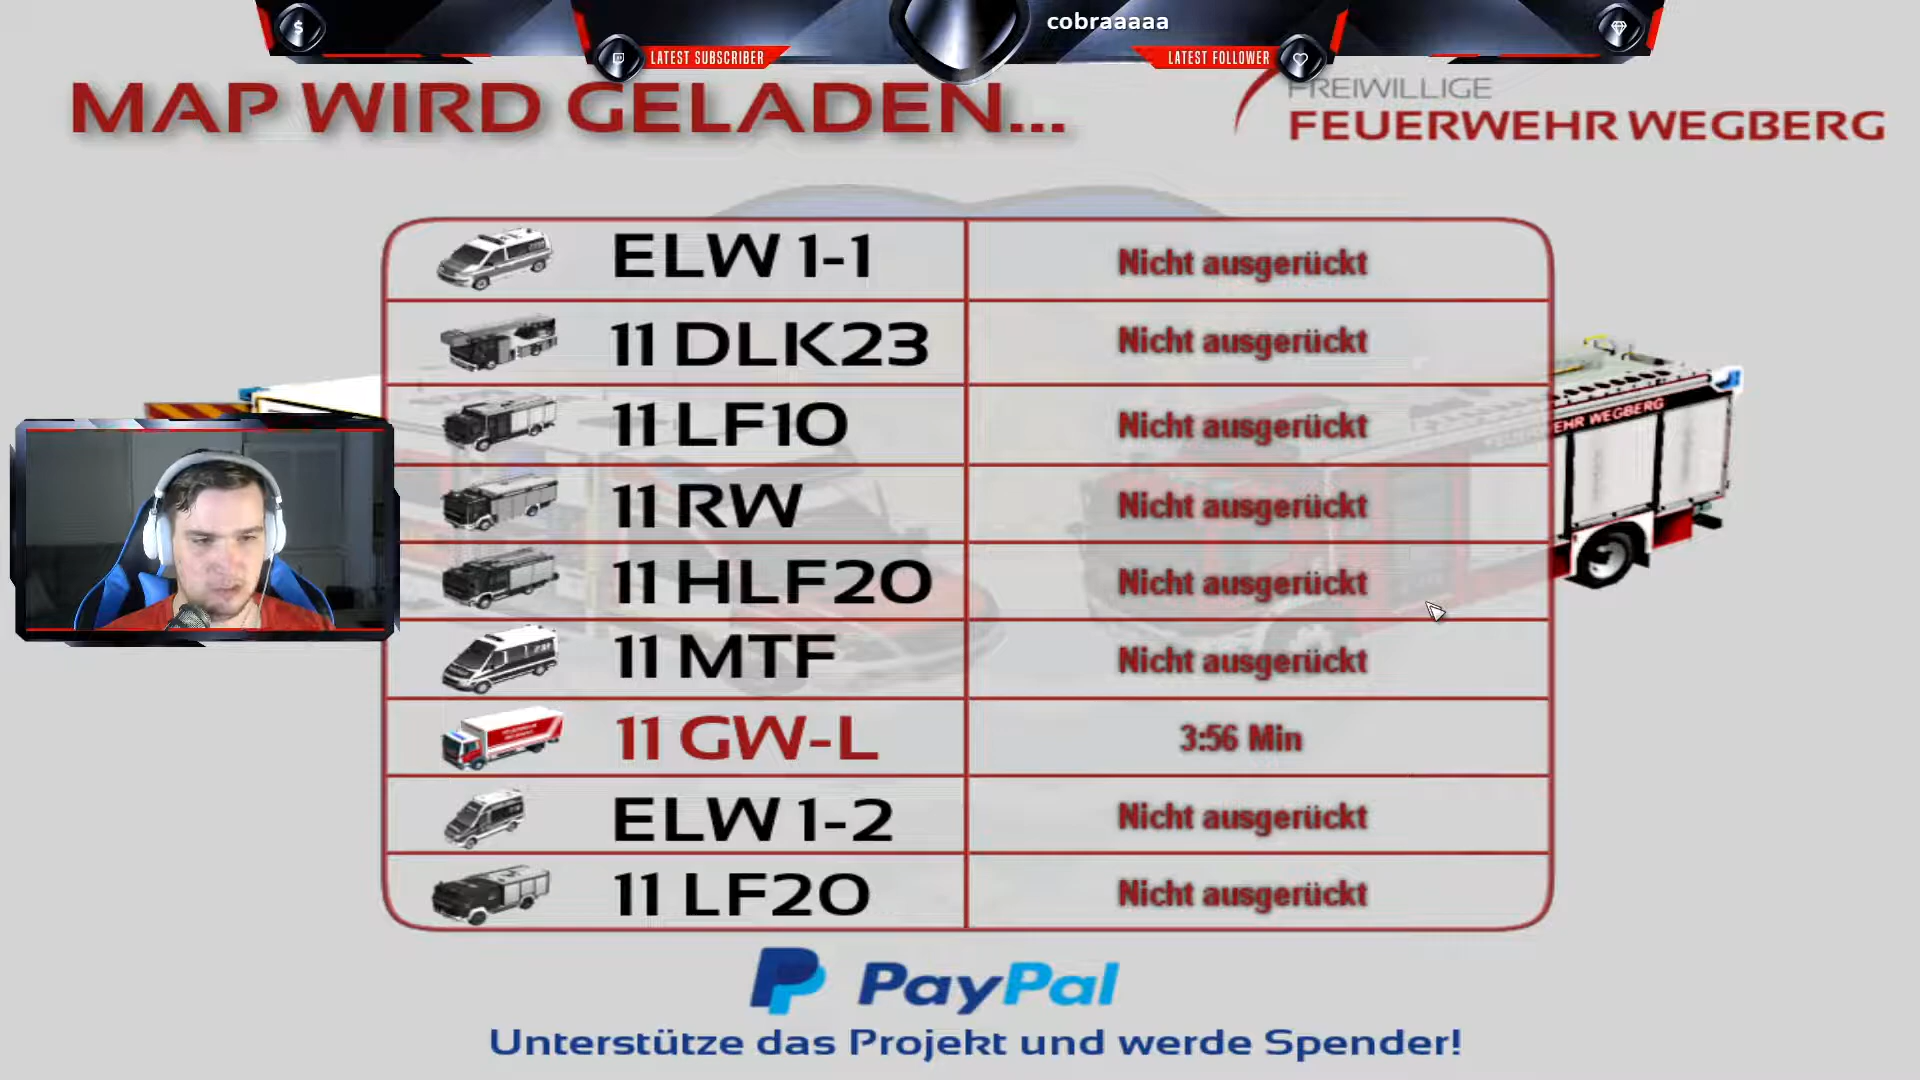 cobraaaaa
LATEST SUBSCRIBER
LATEST FOLLOWER
MAP WIRD GELADEN...
FREIWILLIGE
FEUERWEHR WEGBERG
ELW 1-1 Nicht ausgerückt
11 DLK23 Nicht ausgerückt
11 LF10 Nicht ausgerückt
EHR WEGBERG
11 RW Nicht ausgerückt
11 HLF20 Nicht ausgerückt
11 MTF Nicht ausgerückt
11 GW-L 3:56 Min
ELW 1-2 Nicht ausgerückt
11 LF20 Nicht ausgerückt
PayPal
Unterstütze das Projekt und werde Spender!